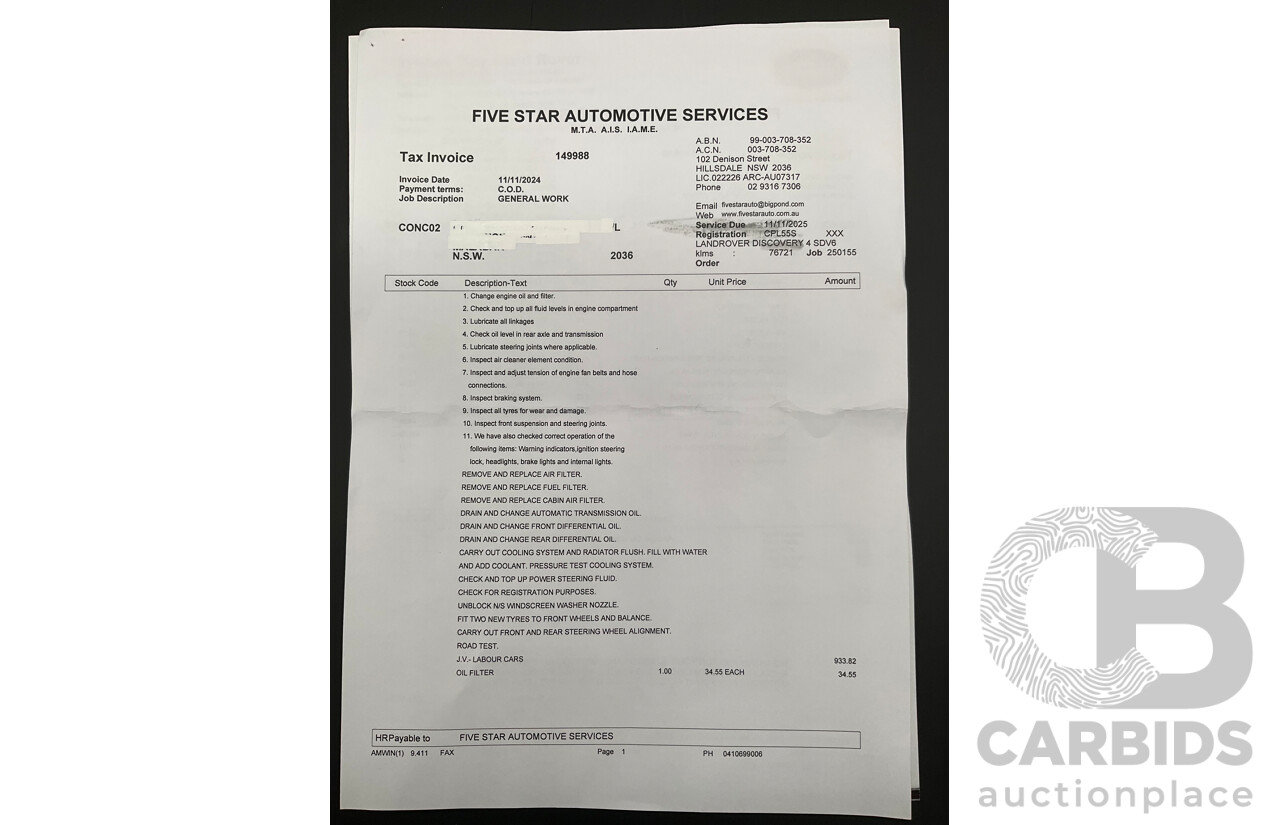 FIVE STAR AUTOMOTIVE SERVICES
M.T.A. A.I.S. I.A.M.E.
Tax Invoice 149988
Invoice Date 11/11/2024
Payment terms: C.O.D.
Job Description GENERAL WORK
A.B.N. 99-003-708-352
A.C.N. 003-708-352
102 Denison Street
HILLSDALE NSW 2036
LIC.022226 ARC-AU07317
Phone 02 9316 7306
Email fivestarauto@bigpond.com
Web www.fivestarauto.com.au
Service Due 11/11/2025
Registration CPL55S XXX
LANDROVER DISCOVERY 4 SDV6
klms : 76721 Job 250155
Order
CONC02
N.S.W. 2036
Stock Code Description-Text Qty Unit Price Amount
1. Change engine oil and filter.
2. Check and top up all fluid levels in engine compartment
3. Lubricate all linkages
4. Check oil level in rear axle and transmission
5. Lubricate steering joints where applicable.
6. Inspect air cleaner element condition.
7. Inspect and adjust tension of engine fan belts and hose
connections.
8. Inspect braking system.
9. Inspect all tyres for wear and damage.
10. Inspect front suspension and steering joints.
11. We have also checked correct operation of the
following items: Warning indicators,ignition steering
lock, headlights, brake lights and internal lights.
REMOVE AND REPLACE AIR FILTER.
REMOVE AND REPLACE FUEL FILTER.
REMOVE AND REPLACE CABIN AIR FILTER.
DRAIN AND CHANGE AUTOMATIC TRANSMISSION OIL.
DRAIN AND CHANGE FRONT DIFFERENTIAL OIL.
DRAIN AND CHANGE REAR DIFFERENTIAL OIL.
CARRY OUT COOLING SYSTEM AND RADIATOR FLUSH. FILL WITH WATER
AND ADD COOLANT. PRESSURE TEST COOLING SYSTEM.
CHECK AND TOP UP POWER STEERING FLUID.
CHECK FOR REGISTRATION PURPOSES.
UNBLOCK N/S WINDSCREEN WASHER NOZZLE.
FIT TWO NEW TYRES TO FRONT WHEELS AND BALANCE.
CARRY OUT FRONT AND REAR STEERING WHEEL ALIGNMENT.
ROAD TEST.
J.V.- LABOUR CARS 933.82
OIL FILTER 1.00 34.55 EACH 34.55
HRPayable to FIVE STAR AUTOMOTIVE SERVICES
AMWIN(1) 9.411 FAX Page 1 PH 0410699006
CB
CARBIDS
auctionplace